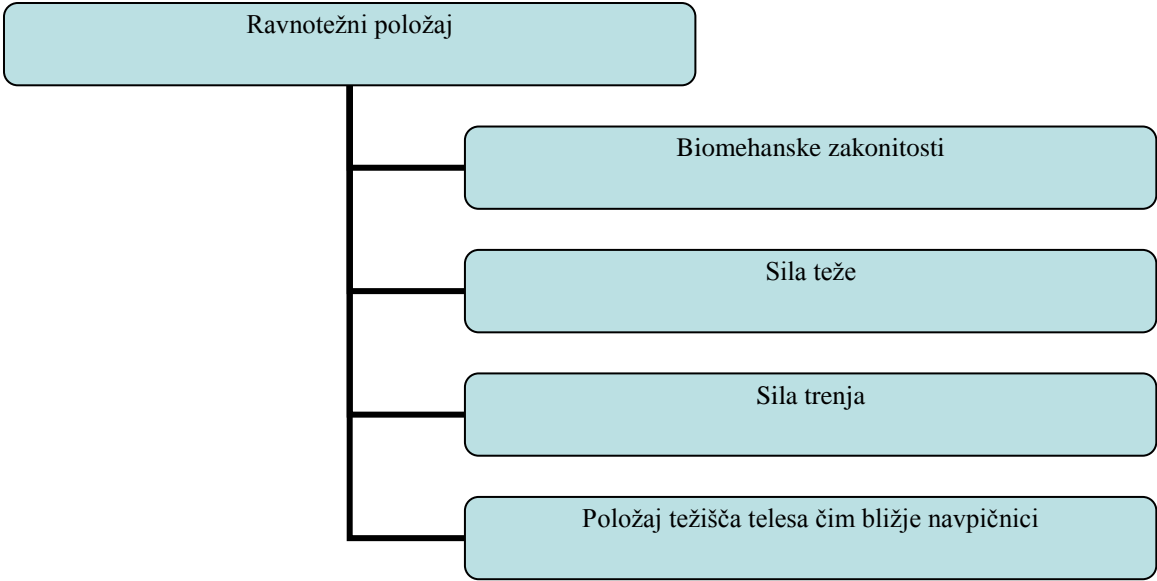 Ravnotežni položaj
Biomehanske zakonitosti
Sila teže
Sila trenja
Položaj težišča telesa čim bližje navpičnici